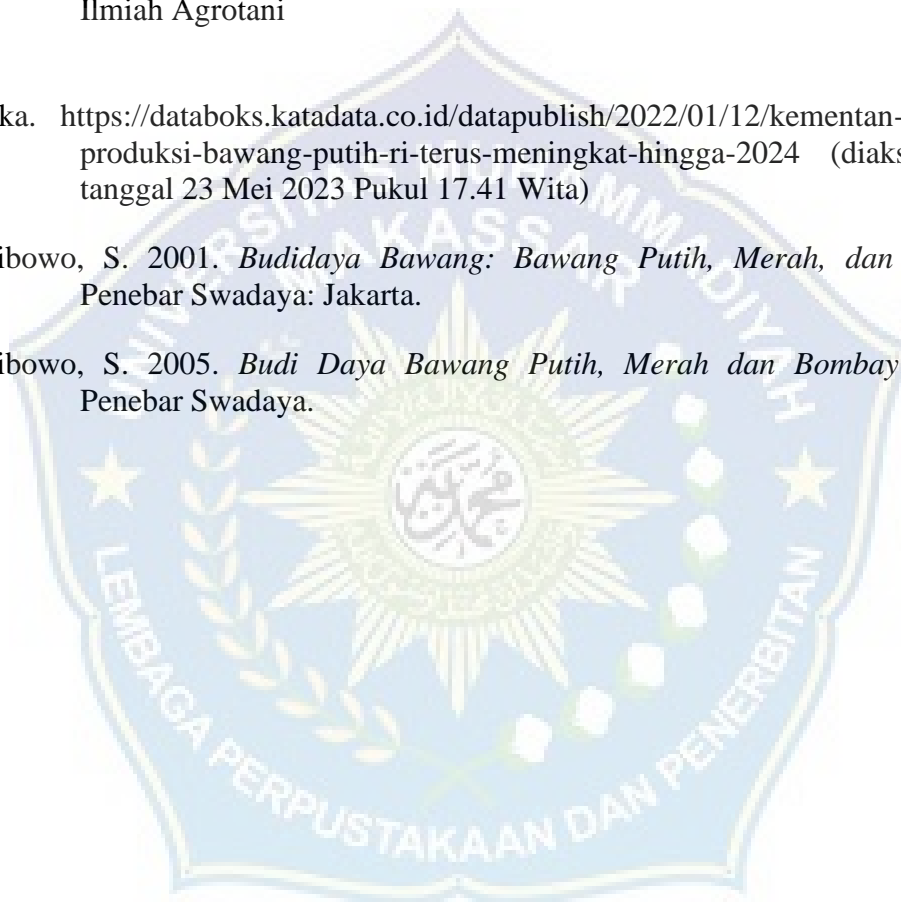 Ilmiah Agrotani
ka. https://databoks.katadata.co.id/datapublish/2022/01/12/kementan-
produksi-bawang-putih-ri-terus-meningkat-hingga-2024 (diaks
tanggal 23 Mei 2023 Pukul 17.41 Wita)
ibowo, S. 2001. Budidaya Bawang: Bawang Putih, Merah, dan
Penebar Swadaya: Jakarta.
ibowo, S. 2005. Budi Daya Bawang Putih, Merah dan Bombay
Penebar Swadaya.
UNIVERSITAS MUHAMMADIYAH
MAKASSAR
LEMBAGA PERPUSTAKAAN DAN PENERBITAN